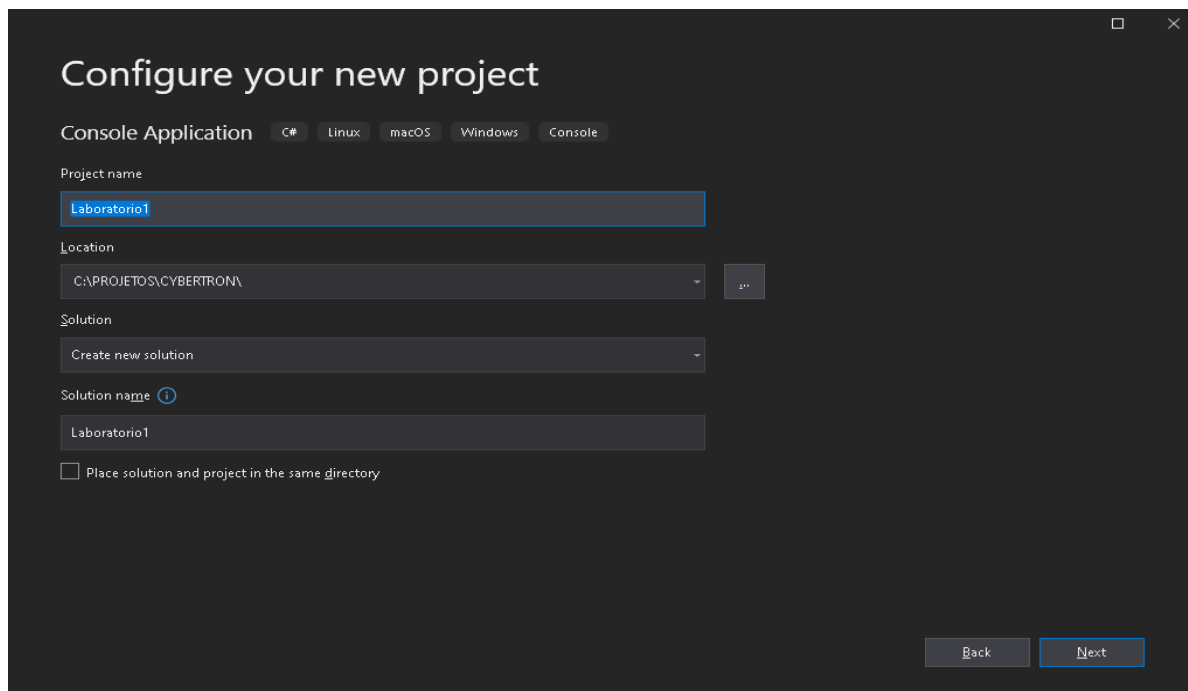 Configure your new project
Console Application C# Linux macOS Windows Console
Project name
Laboratorio1
Location
C:\PROJETOS\CYBERTRON\
...
Solution
Create new solution
Solution name
Laboratorio1
Place solution and project in the same directory
Back Next